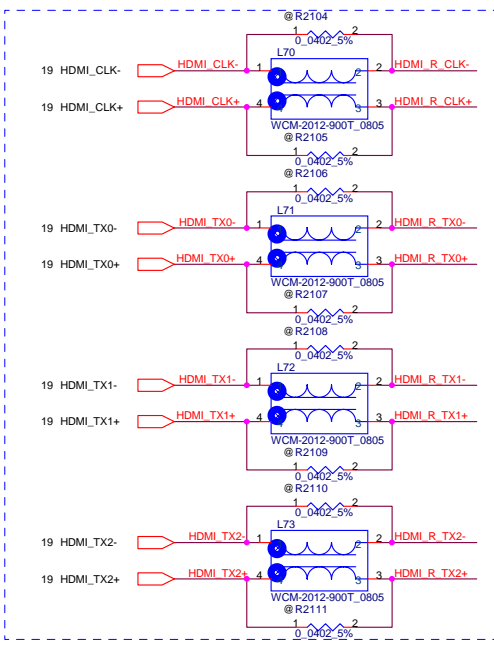 @ R2104
1 2
0_0402_5%
L70
19 HDMI_CLK- HDMI_CLK- 1 2 2 HDMI_R_CLK-
19 HDMI_CLK+ HDMI_CLK+ 4 3 3 HDMI_R_CLK+
WCM-2012-900T_0805
@ R2105
1 2
0_0402_5%
@ R2106
1 2
0_0402_5%
L71
19 HDMI_TX0- HDMI_TX0- 1 2 2 HDMI_R_TX0-
19 HDMI_TX0+ HDMI_TX0+ 4 3 3 HDMI_R_TX0+
WCM-2012-900T_0805
@ R2107
1 2
0_0402_5%
@ R2108
1 2
0_0402_5%
L72
19 HDMI_TX1- HDMI_TX1- 1 2 2 HDMI_R_TX1-
19 HDMI_TX1+ HDMI_TX1+ 4 3 3 HDMI_R_TX1+
WCM-2012-900T_0805
@ R2109
1 2
0_0402_5%
@ R2110
1 2
0_0402_5%
L73
19 HDMI_TX2- HDMI_TX2- 1 2 2 HDMI_R_TX2-
19 HDMI_TX2+ HDMI_TX2+ 4 3 3 HDMI_R_TX2+
WCM-2012-900T_0805
@ R2111
1 2
0_0402_5%